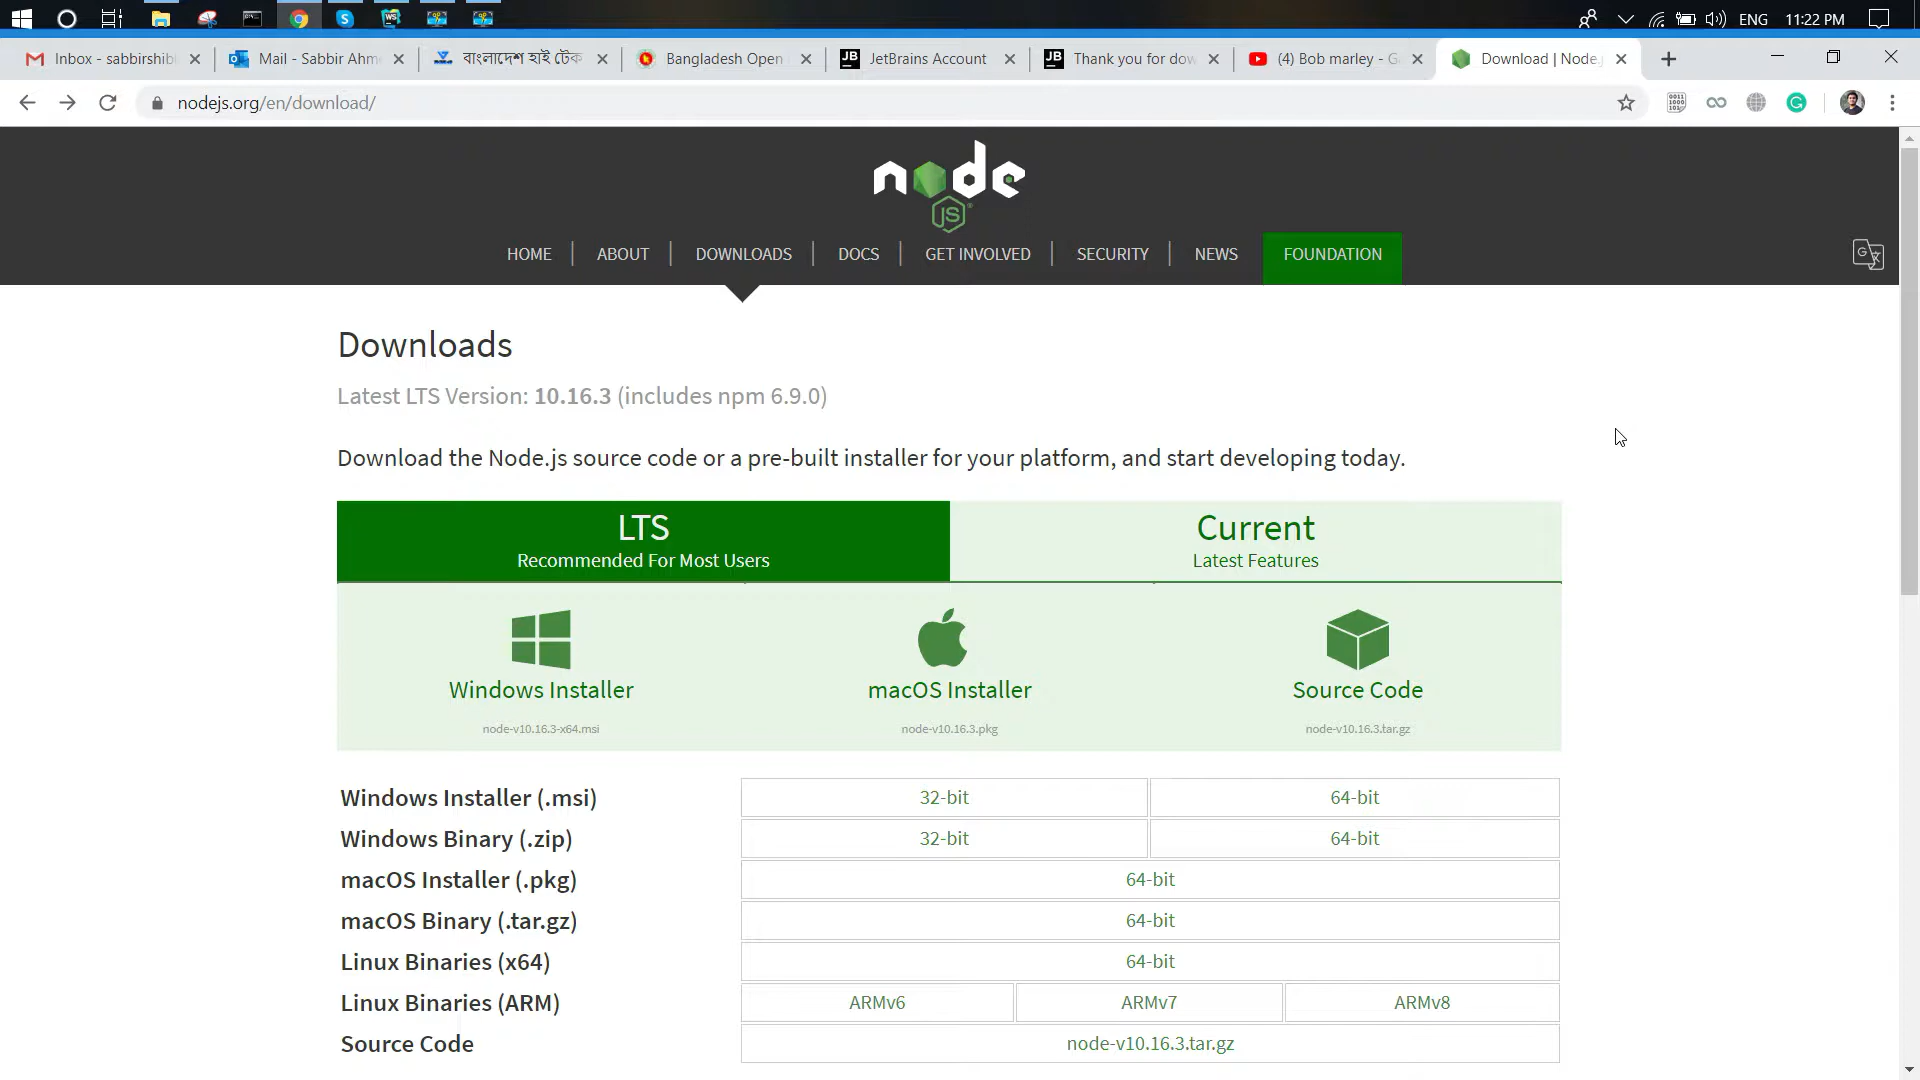 ENG
11:22 PM
Inbox - sabbirshib
Mail - Sabbir Ahm
বাংলাদেশ হাই টেক
Bangladesh Open
JetBrains Account
Thank you for dow
(4) Bob marley - G
Download | Node.
nodejs.org/en/download/
node
JS
HOME
ABOUT
DOWNLOADS
DOCS
GET INVOLVED
SECURITY
NEWS
FOUNDATION
Downloads
Latest LTS Version: 10.16.3 (includes npm 6.9.0)
Download the Node.js source code or a pre-built installer for your platform, and start developing today.
LTS
Recommended For Most Users
Current
Latest Features
Windows Installer
node-v10.16.3-x64.msi
macOS Installer
node-v10.16.3.pkg
Source Code
node-v10.16.3.tar.gz
Windows Installer (.msi)
32-bit
64-bit
Windows Binary (.zip)
32-bit
64-bit
macOS Installer (.pkg)
64-bit
macOS Binary (.tar.gz)
64-bit
Linux Binaries (x64)
64-bit
Linux Binaries (ARM)
ARMv6
ARMv7
ARMv8
Source Code
node-v10.16.3.tar.gz